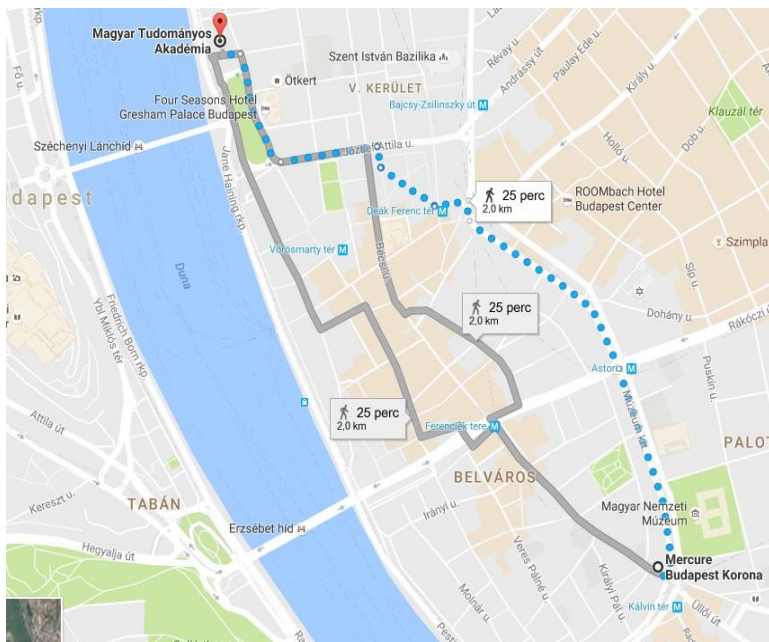 Magyar Tudományos
Akadémia
Szent István Bazilika
Révay u.
Andrássy út
Paulay Ede u.
Király u.
Ötkert
V. KERÜLET
Four Seasons Hotel
Gresham Palace Budapest
Bajcsy-Zsilinszky út M
Klauzál tér
Fő u.
Széchenyi Lánchíd
József Attila u.
Holló u.
Dob u.
dapest
Jane Haining rkp.
25 perc
2,0 km
ROOMbach Hotel
Budapest Center
Deák Ferenc tér M
Vörösmarty tér M
Bécsi u.
Síp u.
Szimpla
Duna
25 perc
2,0 km
Dohány u.
Rákóczi ú
Friedrich Born rkp.
Ybl Miklós tér
Astoria M
Puskin u.
25 perc
2,0 km
Múzeum krt.
Attila út
Ferenciek tere M
PALOT
BELVÁROS
TABÁN
Kereszt u.
Irányi u.
Magyar Nemzeti
Múzeum
Erzsébet híd
Hegyalja út
Veres Pálné u.
Mercure
Budapest Korona
Molnár u.
Királyi Pál u.
Kálvin tér M
Üllői út